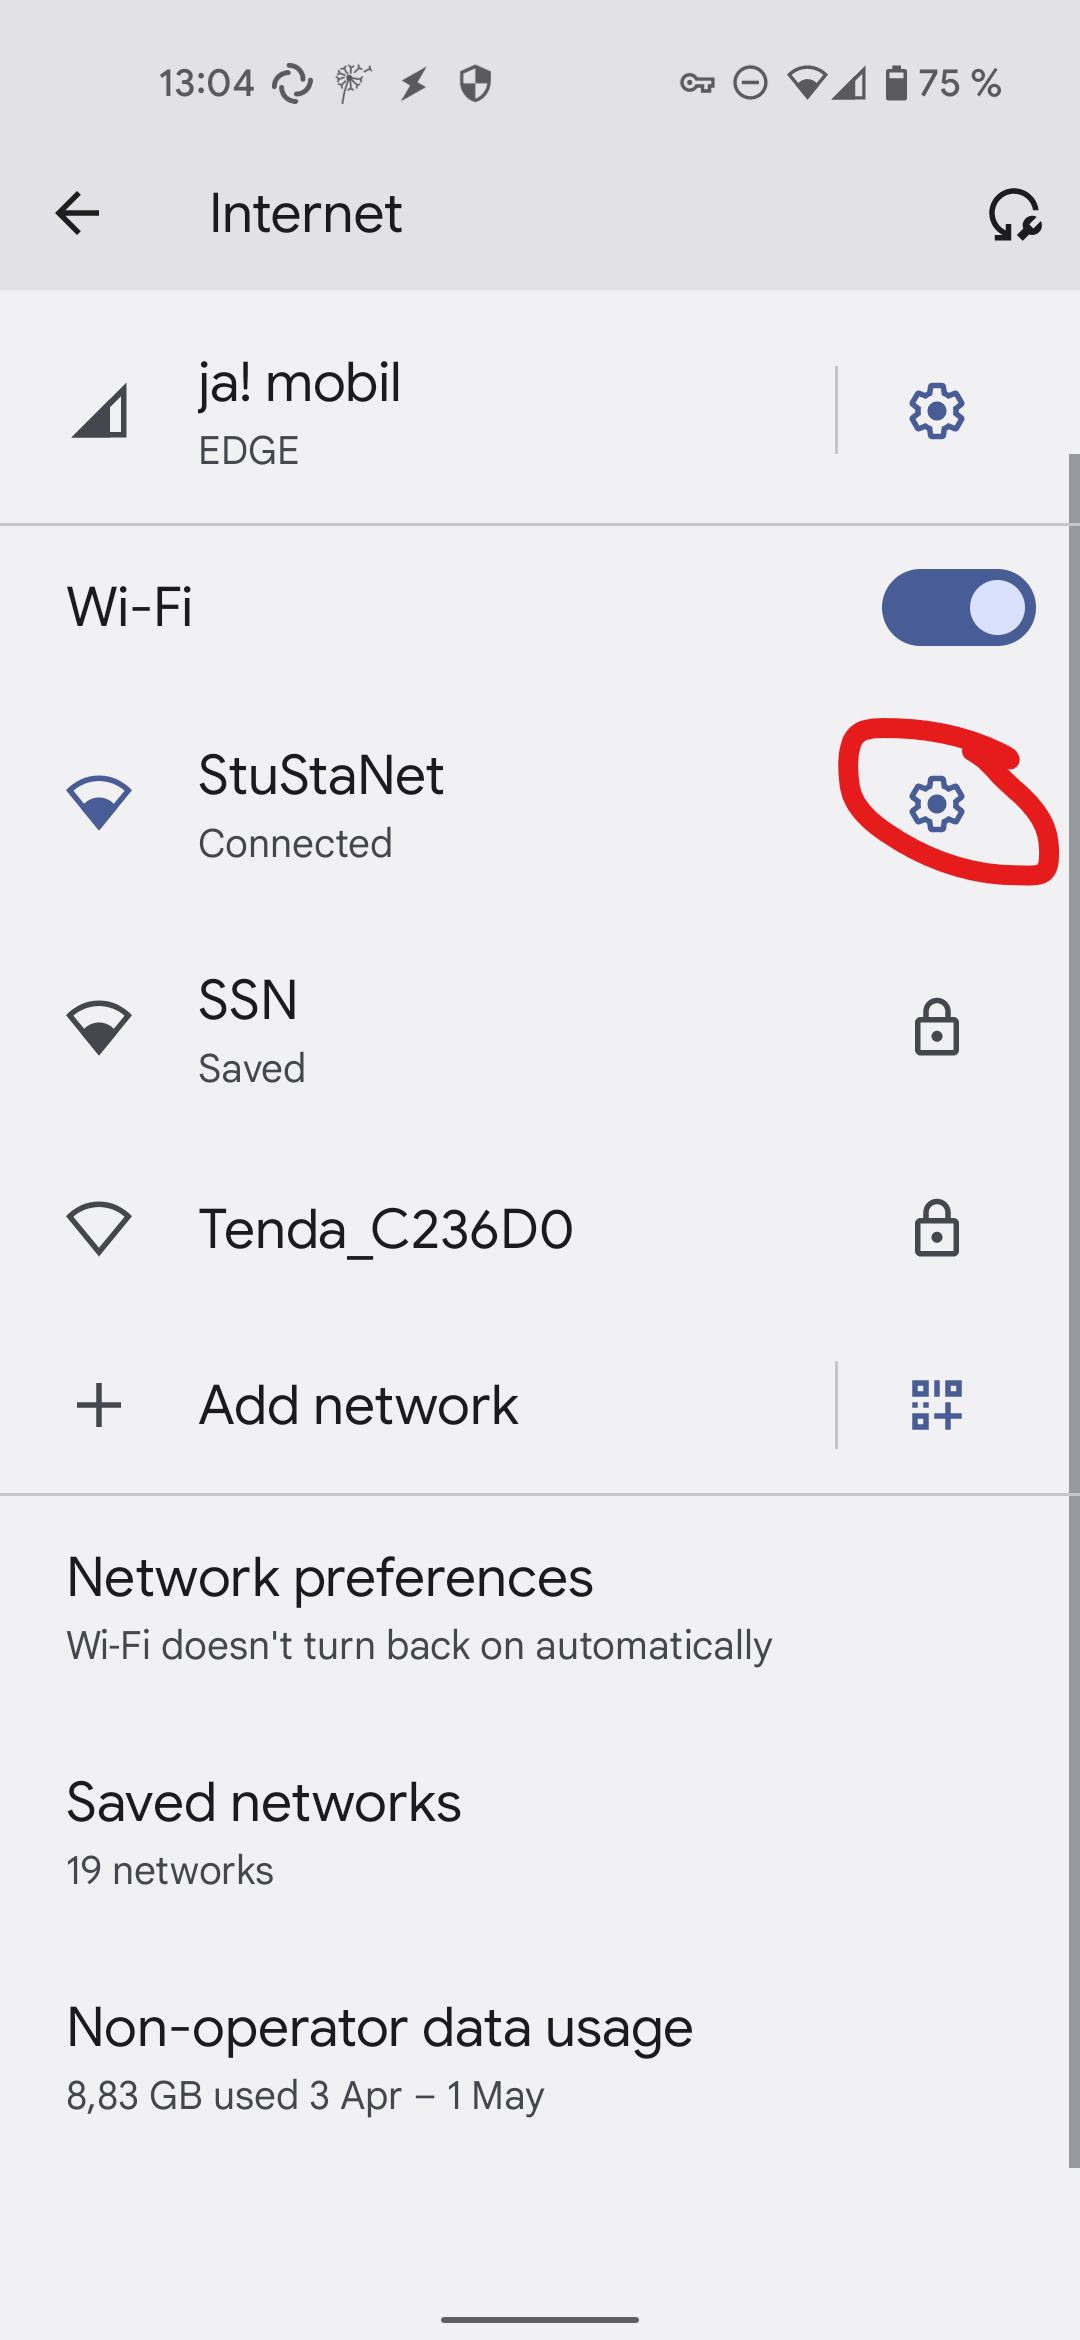 13:04 75 %
Internet
ja! mobil
EDGE
Wi-Fi
StuStaNet
Connected
SSN
Saved
Tenda_C236D0
Add network
Network preferences
Wi-Fi doesn't turn back on automatically
Saved networks
19 networks
Non-operator data usage
8,83 GB used 3 Apr – 1 May